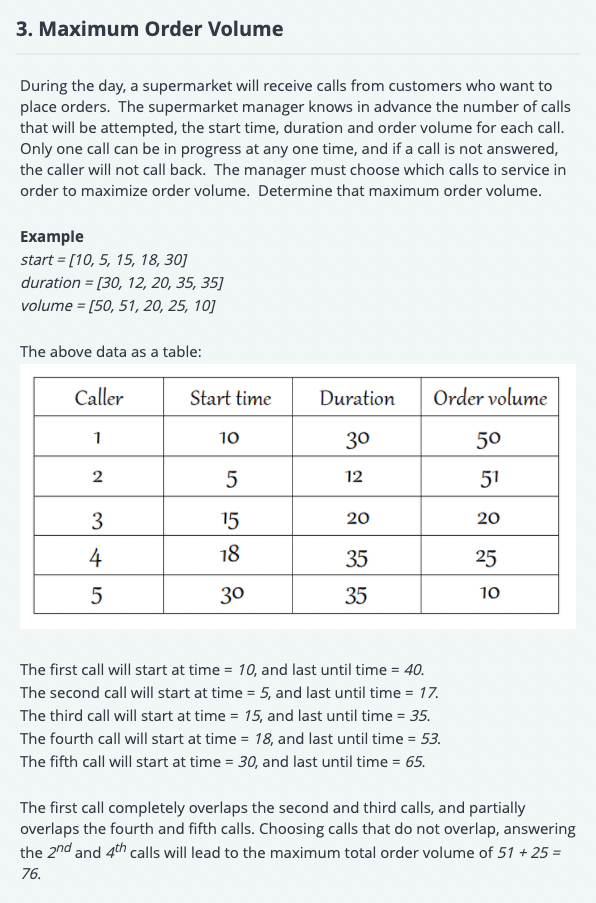 3. Maximum Order Volume
During the day, a supermarket will receive calls from customers who want to
place orders.  The supermarket manager knows in advance the number of calls
that will be attempted, the start time, duration and order volume for each call.
Only one call can be in progress at any one time, and if a call is not answered,
the caller will not call back.  The manager must choose which calls to service in
order to maximize order volume.  Determine that maximum order volume.
Example
start = [10, 5, 15, 18, 30]
duration = [30, 12, 20, 35, 35]
volume = [50, 51, 20, 25, 10]
The above data as a table:
Caller Start time Duration Order volume
1 10 30 50
2 5 12 51
3 15 20 20
4 18 35 25
5 30 35 10
The first call will start at time = 10, and last until time = 40.
The second call will start at time = 5, and last until time = 17.
The third call will start at time = 15, and last until time = 35.
The fourth call will start at time = 18, and last until time = 53.
The fifth call will start at time = 30, and last until time = 65.
The first call completely overlaps the second and third calls, and partially
overlaps the fourth and fifth calls. Choosing calls that do not overlap, answering
the 2nd and 4th calls will lead to the maximum total order volume of 51 + 25 =
76.